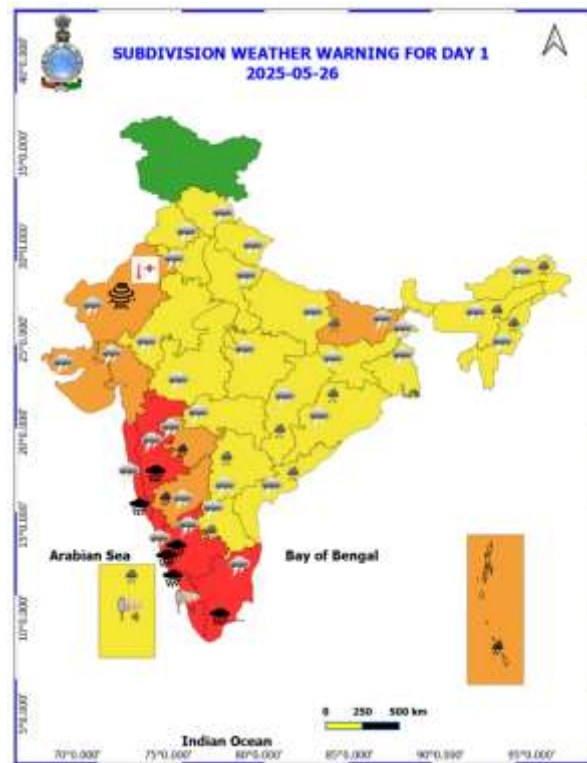 SUBDIVISION WEATHER WARNING FOR DAY 1
2025-05-26
40°0.000'
35°0.000'
30°0.000'
25°0.000'
20°0.000'
15°0.000'
10°0.000'
5°0.000'
Arabian Sea
Bay of Bengal
0 250 500 km
Indian Ocean
70°0.000' 75°0.000' 80°0.000' 85°0.000' 90°0.000' 95°0.000'